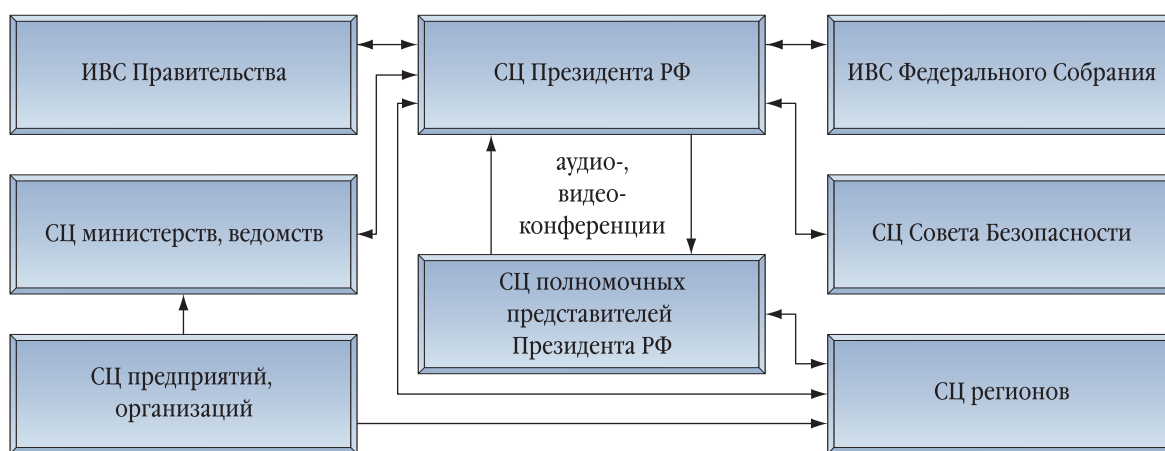 ИВС Правительства
СЦ Президента РФ
ИВС Федерального Собрания
аудио-,
видео-
конференции
СЦ министерств, ведомств
СЦ Совета Безопасности
СЦ полномочных
представителей
Президента РФ
СЦ предприятий,
организаций
СЦ регионов